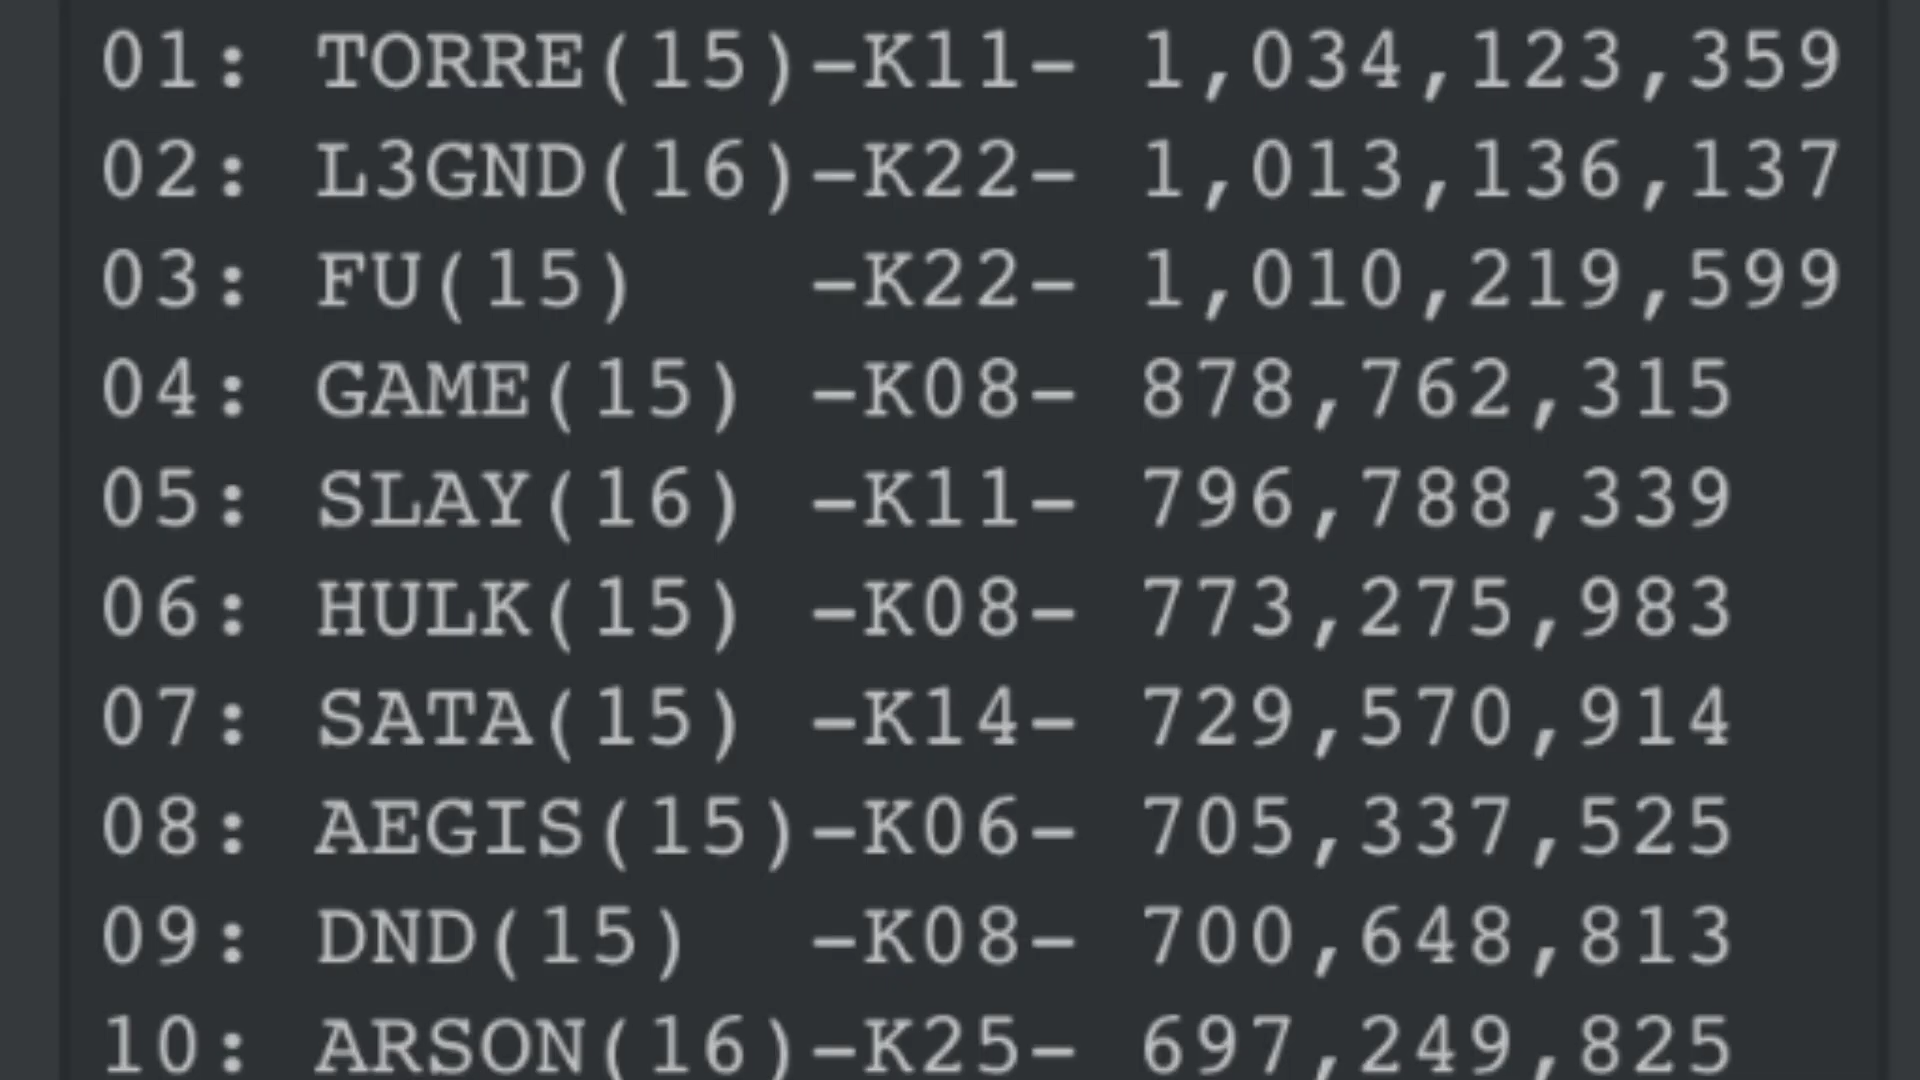 01: TORRE(15)-K11- 1,034,123,359
02: L3GND(16)-K22- 1,013,136,137
03: FU(15)   -K22- 1,010,219,599
04: GAME(15) -K08- 878,762,315
05: SLAY(16) -K11- 796,788,339
06: HULK(15) -K08- 773,275,983
07: SATA(15) -K14- 729,570,914
08: AEGIS(15)-K06- 705,337,525
09: DND(15)  -K08- 700,648,813
10: ARSON(16)-K25- 697,249,825